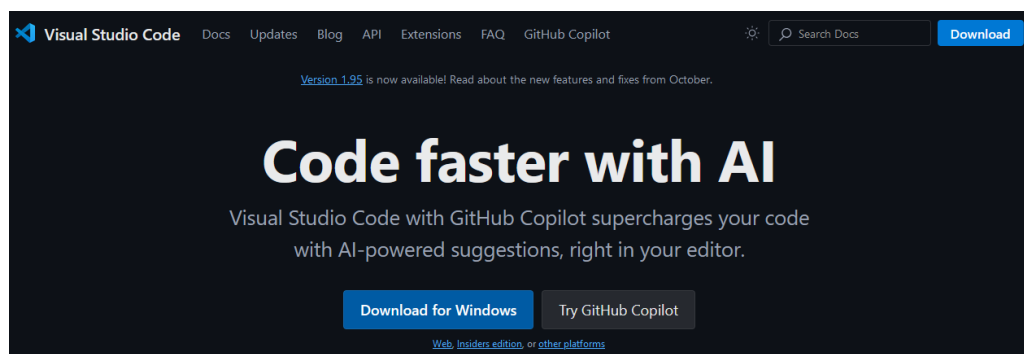 Visual Studio Code Docs Updates Blog API Extensions FAQ GitHub Copilot Search Docs Download
Version 1.95 is now available! Read about the new features and fixes from October.
Code faster with AI
Visual Studio Code with GitHub Copilot supercharges your code
with AI-powered suggestions, right in your editor.
Download for Windows Try GitHub Copilot
Web, Insiders edition, or other platforms